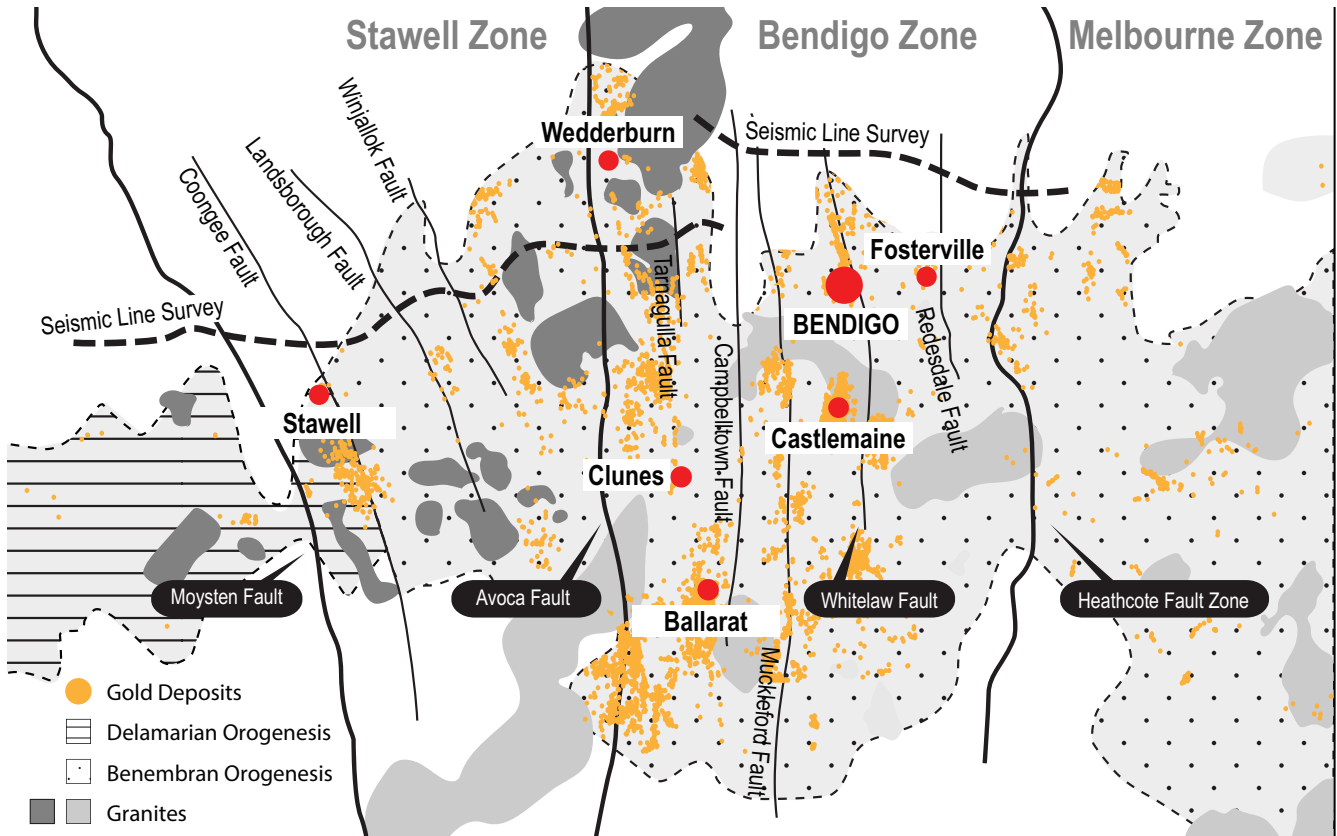 Stawell Zone
Bendigo Zone
Melbourne Zone
Winjallok Fault
Landsborough Fault
Coongee Fault
Wedderburn
Seismic Line Survey
Fosterville
BENDIGO
Tarnaqulla Fault
Seismic Line Survey
Redesdale Fault
Campbelltown Fault
Stawell
Castlemaine
Clunes
Moysten Fault
Avoca Fault
Whitelaw Fault
Heathcote Fault Zone
Ballarat
Muckleford Fault
Gold Deposits
Delamarian Orogenesis
Benembran Orogenesis
Granites